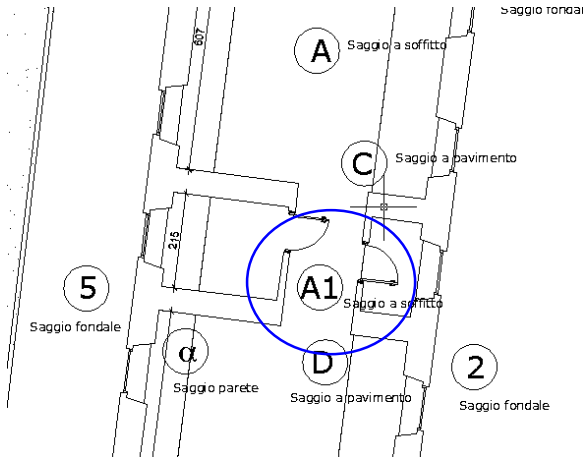 Saggio fondal
607
A
Saggio a soffitto
C
Saggio a pavimento
215
5
Saggio fondale
A1
Saggio a soffitto
α
Saggio parete
D
Saggio a pavimento
2
Saggio fondale